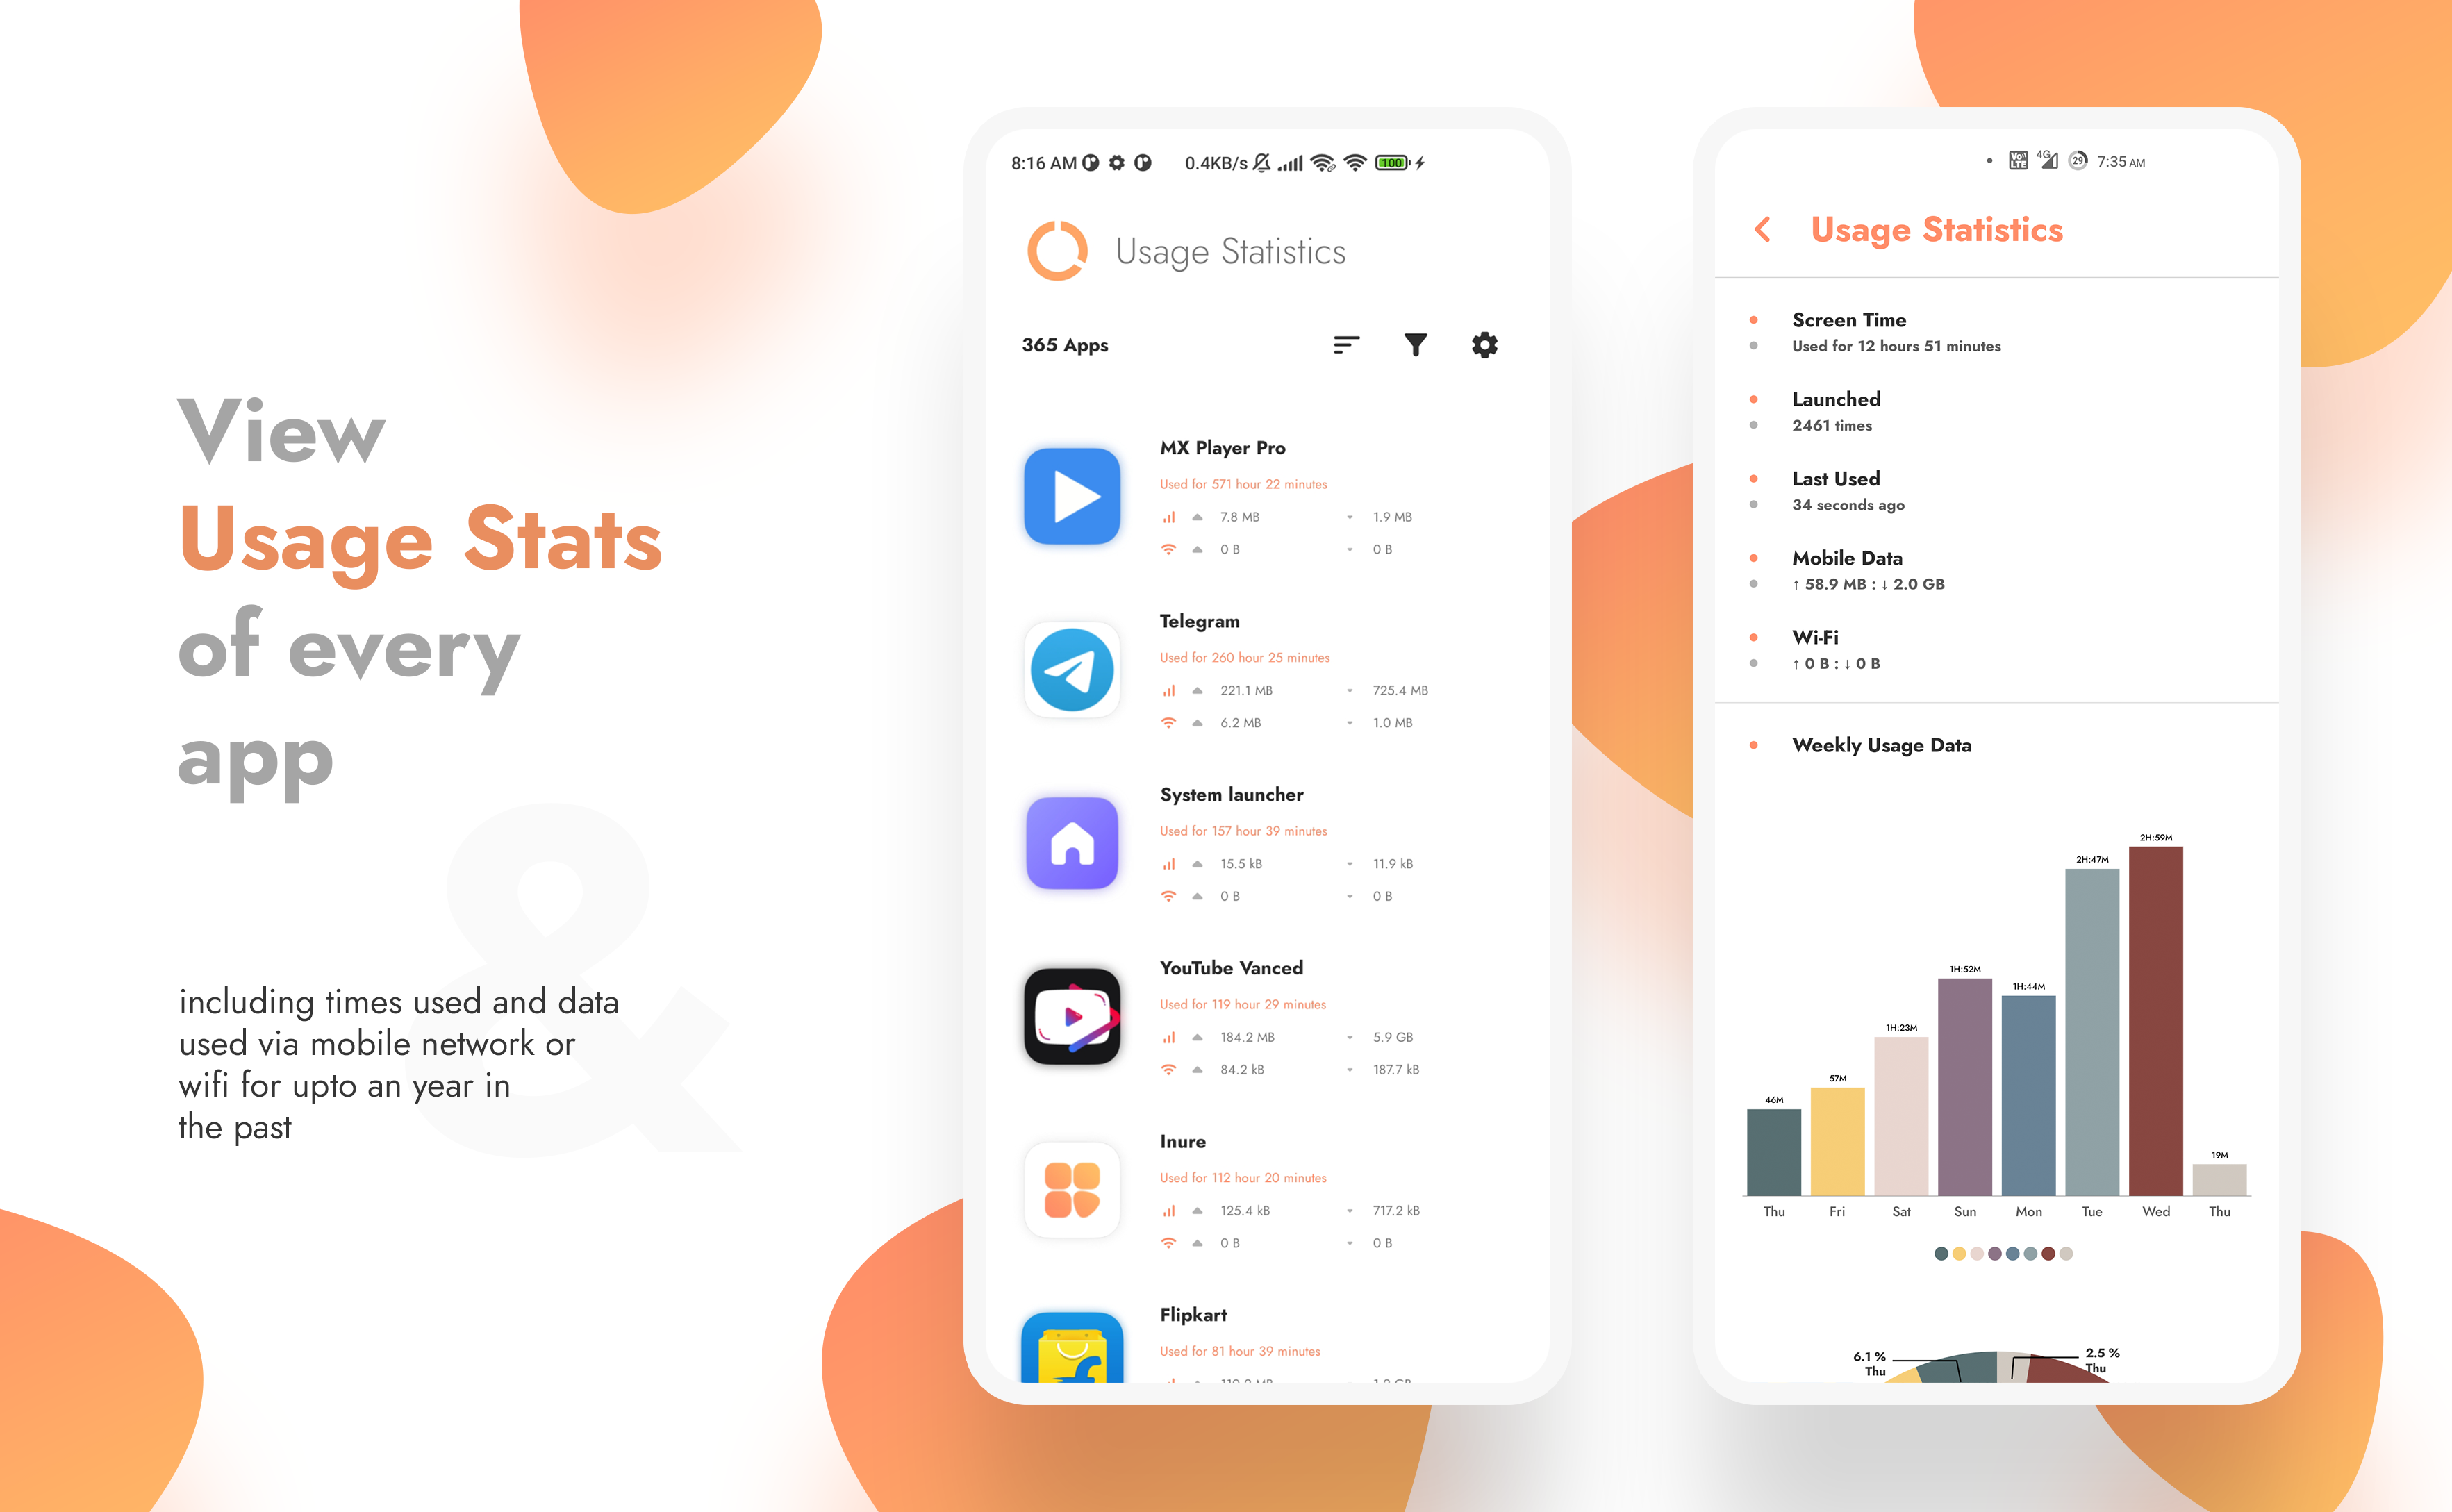 View
Usage Stats
of every
app
&
including times used and data
used via mobile network or
wifi for upto an year in
the past
8:16 AM 0.4KB/s 100
Usage Statistics
365 Apps
MX Player Pro
Used for 571 hour 22 minutes
7.8 MB 1.9 MB
0 B 0 B
Telegram
Used for 260 hour 25 minutes
221.1 MB 725.4 MB
6.2 MB 1.0 MB
System launcher
Used for 157 hour 39 minutes
15.5 kB 11.9 kB
0 B 0 B
YouTube Vanced
Used for 119 hour 29 minutes
184.2 MB 5.9 GB
84.2 kB 187.7 kB
Inure
Used for 112 hour 20 minutes
125.4 kB 717.2 kB
0 B 0 B
Flipkart
Used for 81 hour 39 minutes
Vo LTE 4G 29 7:35 AM
Usage Statistics
Screen Time
Used for 12 hours 51 minutes
Launched
2461 times
Last Used
34 seconds ago
Mobile Data
↑ 58.9 MB : ↓ 2.0 GB
Wi-Fi
↑ 0 B : ↓ 0 B
Weekly Usage Data
46M 57M 1H:23M 1H:52M 1H:44M 2H:47M 2H:59M 19M
Thu Fri Sat Sun Mon Tue Wed Thu
6.1 %
Thu
2.5 %
Thu